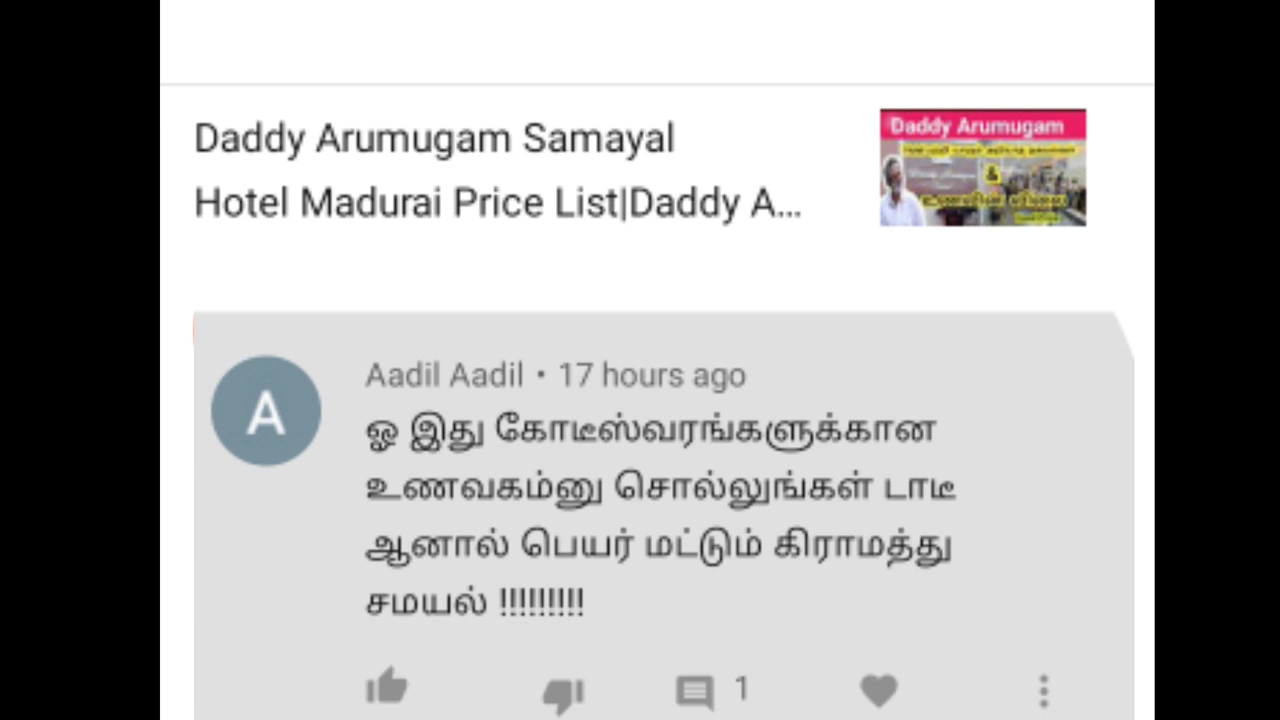 Daddy Arumugam Samayal
Hotel Madurai Price List|Daddy A...
Daddy Arumugam
&
உணவின் விலை
A
Aadil Aadil • 17 hours ago
ஓ இது கோடீஸ்வரங்களுக்கான
உணவகம்னு சொல்லுங்கள் டாடீ
ஆனால் பெயர் மட்டும் கிராமத்து
சமயல் !!!!!!!!!
1